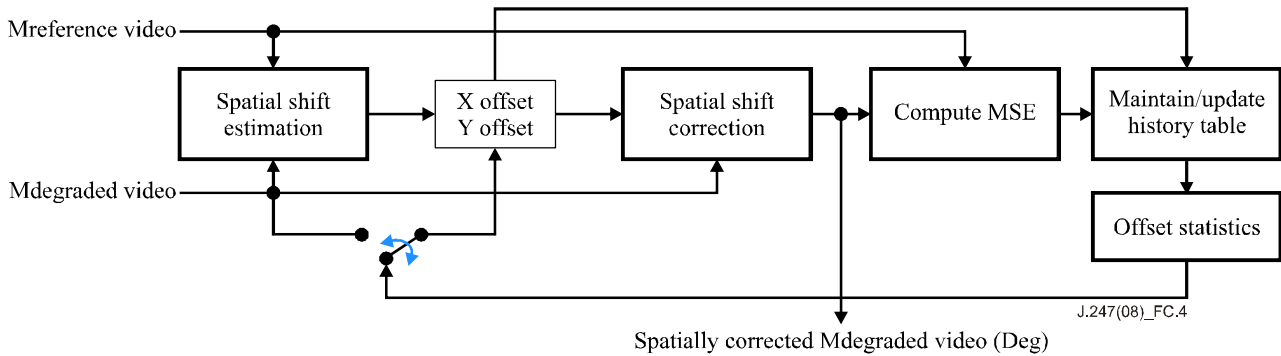 Mreference video
Spatial shift
estimation
X offset
Y offset
Spatial shift
correction
Compute MSE
Maintain/update
history table
Mdegraded video
Offset statistics
J.247(08)_FC.4
Spatially corrected Mdegraded video (Deg)